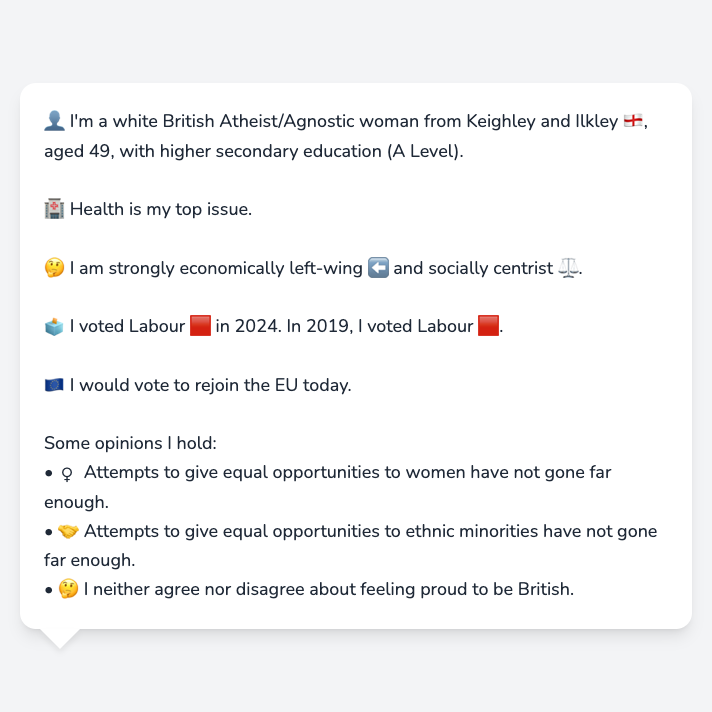 👤 I'm a white British Atheist/Agnostic woman from Keighley and Ilkley 🏴󠁧󠁢󠁥󠁮󠁧󠁿,
aged 49, with higher secondary education (A Level).
🏥 Health is my top issue.
🤔 I am strongly economically left-wing ⬅️ and socially centrist ⚖️.
🗳️ I voted Labour 🟥 in 2024. In 2019, I voted Labour 🟥.
🇪🇺 I would vote to rejoin the EU today.
Some opinions I hold:
• ♀ Attempts to give equal opportunities to women have not gone far
enough.
• 🤝 Attempts to give equal opportunities to ethnic minorities have not gone
far enough.
• 🤔 I neither agree nor disagree about feeling proud to be British.